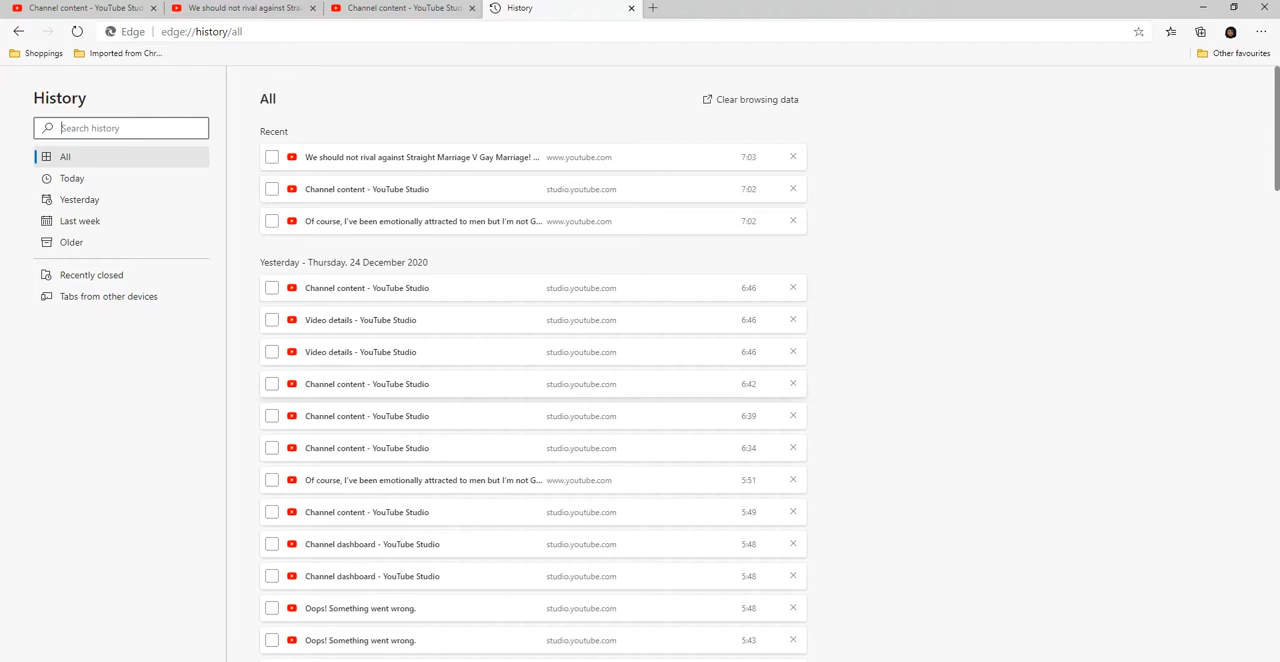 Channel content - YouTube Stud
We should not rival against Stra
Channel content - YouTube Stud
History
Edge
edge://history/all
Shoppings
Imported from Chr...
Other favourites
History
Search history
All
Today
Yesterday
Last week
Older
Recently closed
Tabs from other devices
All
Clear browsing data
Recent
We should not rival against Straight Marriage V Gay Marriage! ... www.youtube.com 7:03
Channel content - YouTube Studio studio.youtube.com 7:02
Of course, I've been emotionally attracted to men but I'm not G... www.youtube.com 7:02
Yesterday - Thursday, 24 December 2020
Channel content - YouTube Studio studio.youtube.com 6:46
Video details - YouTube Studio studio.youtube.com 6:46
Video details - YouTube Studio studio.youtube.com 6:46
Channel content - YouTube Studio studio.youtube.com 6:42
Channel content - YouTube Studio studio.youtube.com 6:39
Channel content - YouTube Studio studio.youtube.com 6:34
Of course, I've been emotionally attracted to men but I'm not G... www.youtube.com 5:51
Channel content - YouTube Studio studio.youtube.com 5:49
Channel dashboard - YouTube Studio studio.youtube.com 5:48
Channel dashboard - YouTube Studio studio.youtube.com 5:48
Oops! Something went wrong. studio.youtube.com 5:48
Oops! Something went wrong. studio.youtube.com 5:43